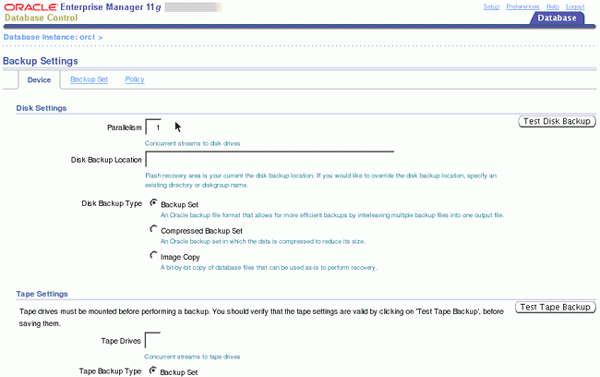 ORACLE Enterprise Manager 11g
Setup Preferences Help Logout
Database Control
Database
Database Instance: orcl >
Backup Settings
Device Backup Set Policy
Disk Settings
Test Disk Backup
Parallelism 1
Concurrent streams to disk drives
Disk Backup Location
Flash recovery area is your current the disk backup location. If you would like to override the disk backup location, specify an
existing directory or diskgroup name.
Disk Backup Type Backup Set
An Oracle backup file format that allows for more efficient backups by interleaving multiple backup files into one output file.
Compressed Backup Set
An Oracle backup set in which the data is compressed to reduce its size.
Image Copy
A bit-by-bit copy of database files that can be used as-is to perform recovery.
Tape Settings
Tape drives must be mounted before performing a backup. You should verify that the tape settings are valid by clicking on 'Test Tape Backup', before
saving them.
Test Tape Backup
Tape Drives
Concurrent streams to tape drives
Tape Backup Type Backup Set